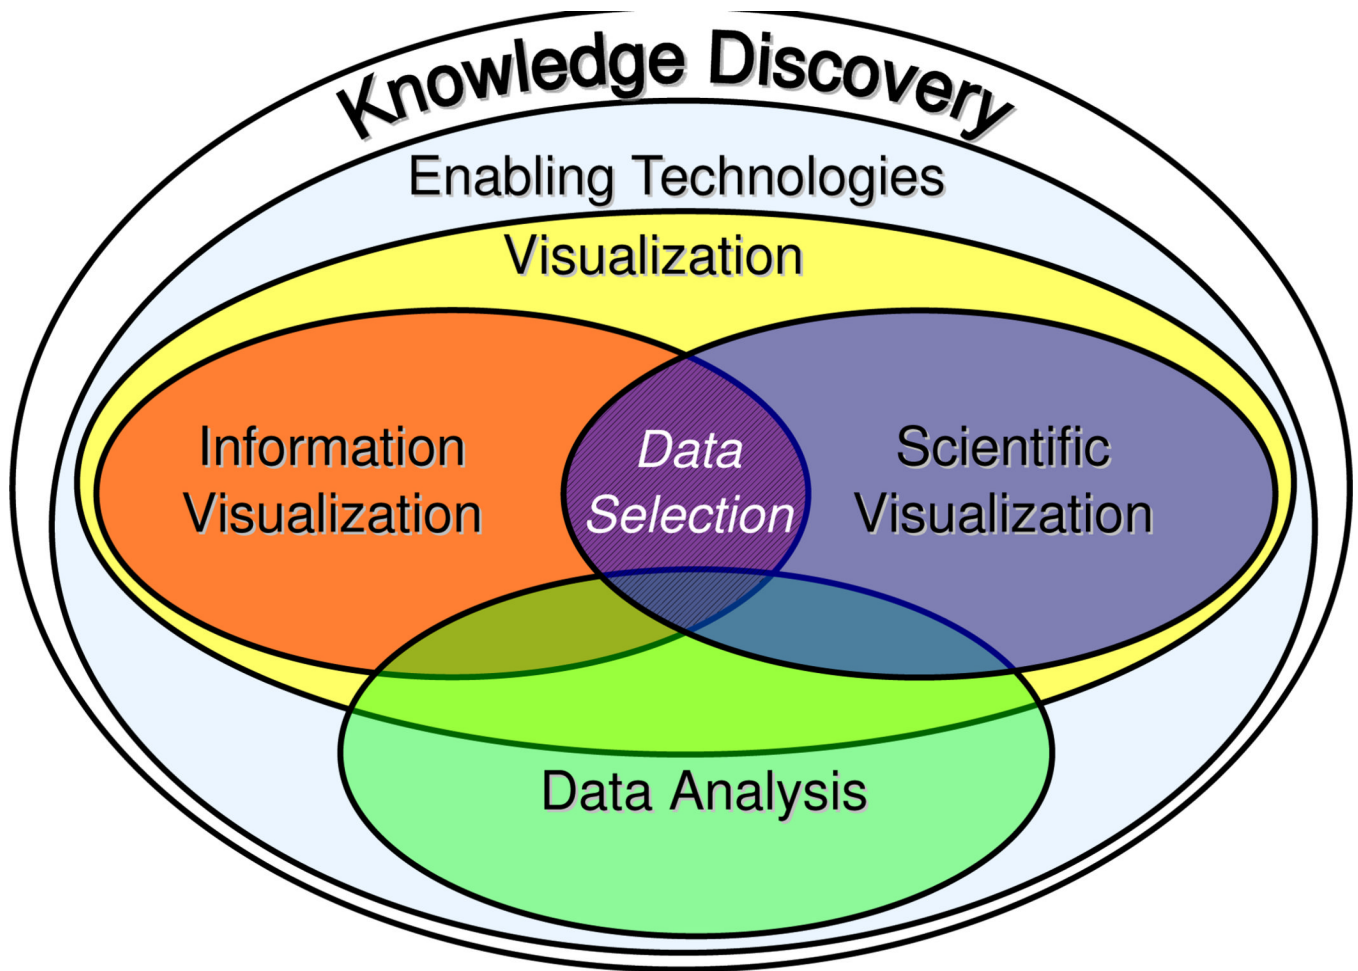 Knowledge Discovery
Enabling Technologies
Visualization
Information
Visualization
Data
Selection
Scientific
Visualization
Data Analysis